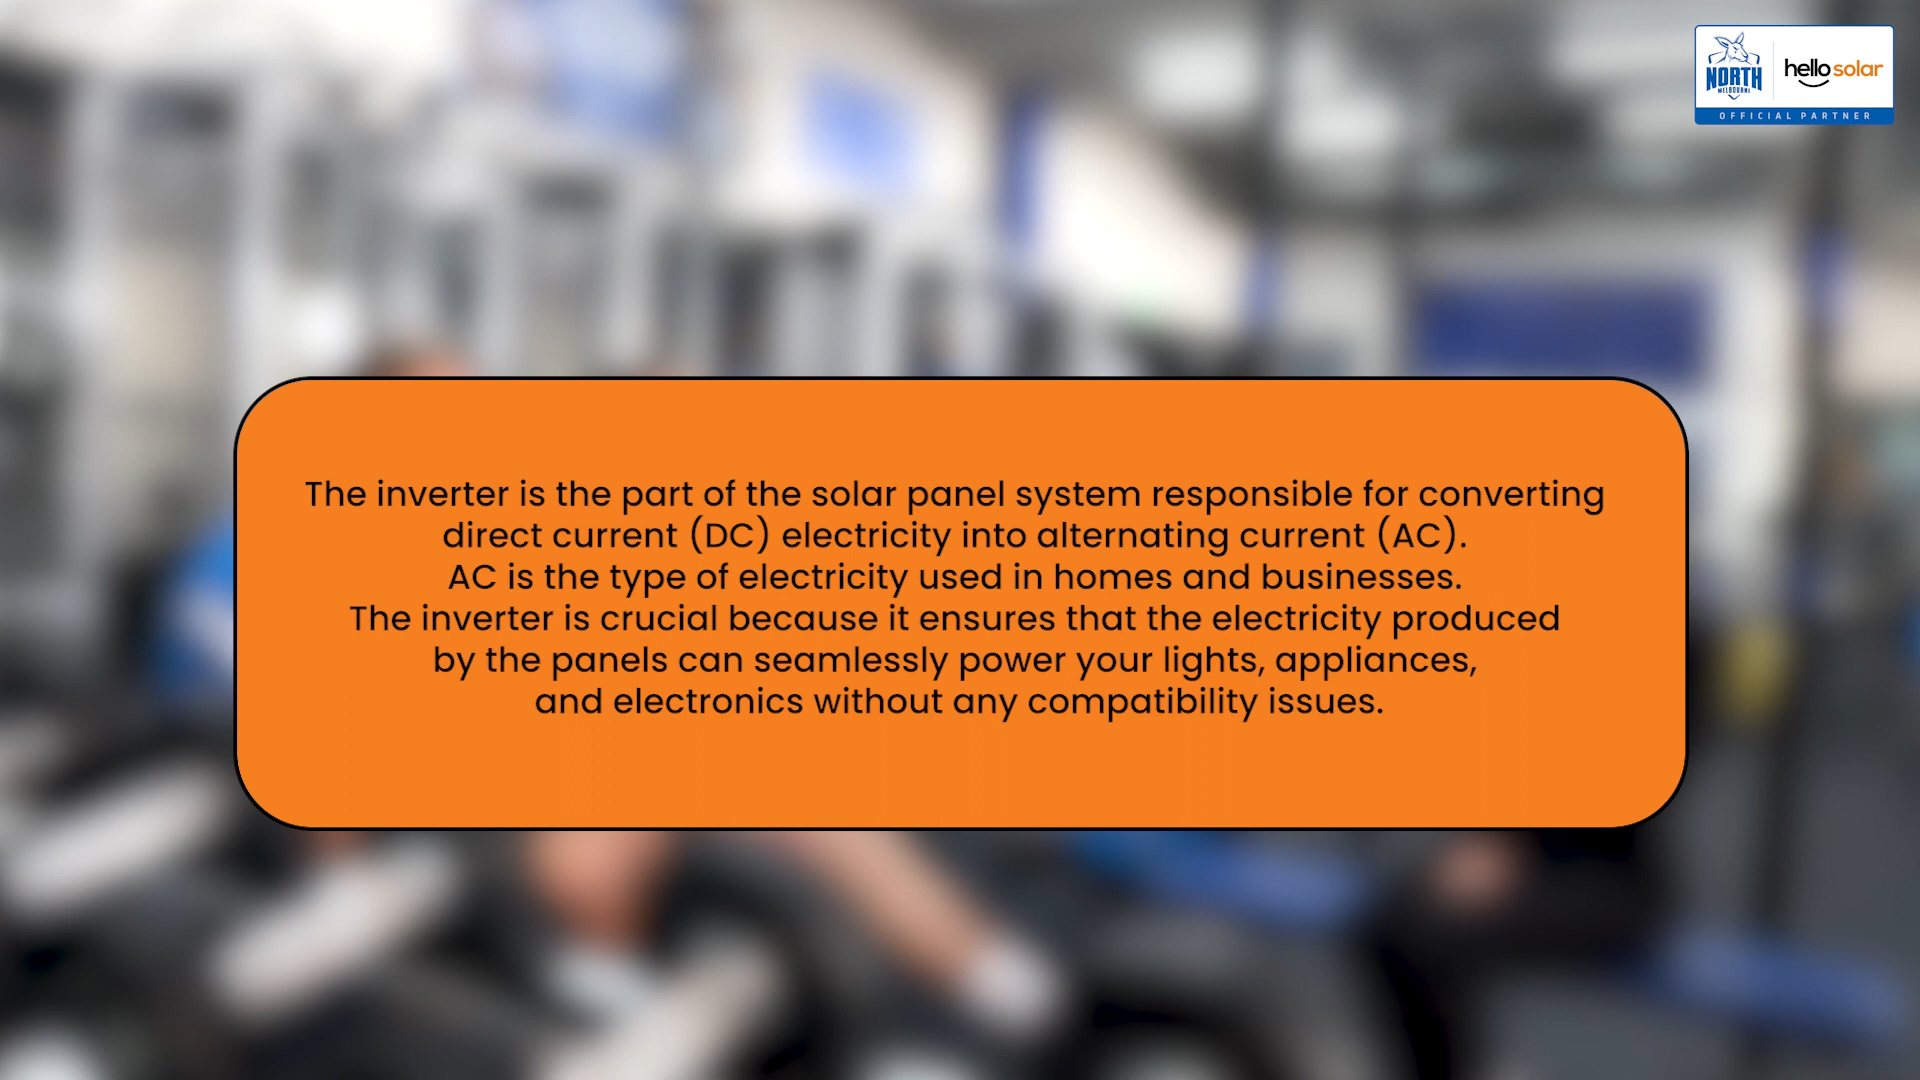 NORTH
MELBOURNE
hello solar
OFFICIAL PARTNER
The inverter is the part of the solar panel system responsible for converting
direct current (DC) electricity into alternating current (AC).
AC is the type of electricity used in homes and businesses.
The inverter is crucial because it ensures that the electricity produced
by the panels can seamlessly power your lights, appliances,
and electronics without any compatibility issues.